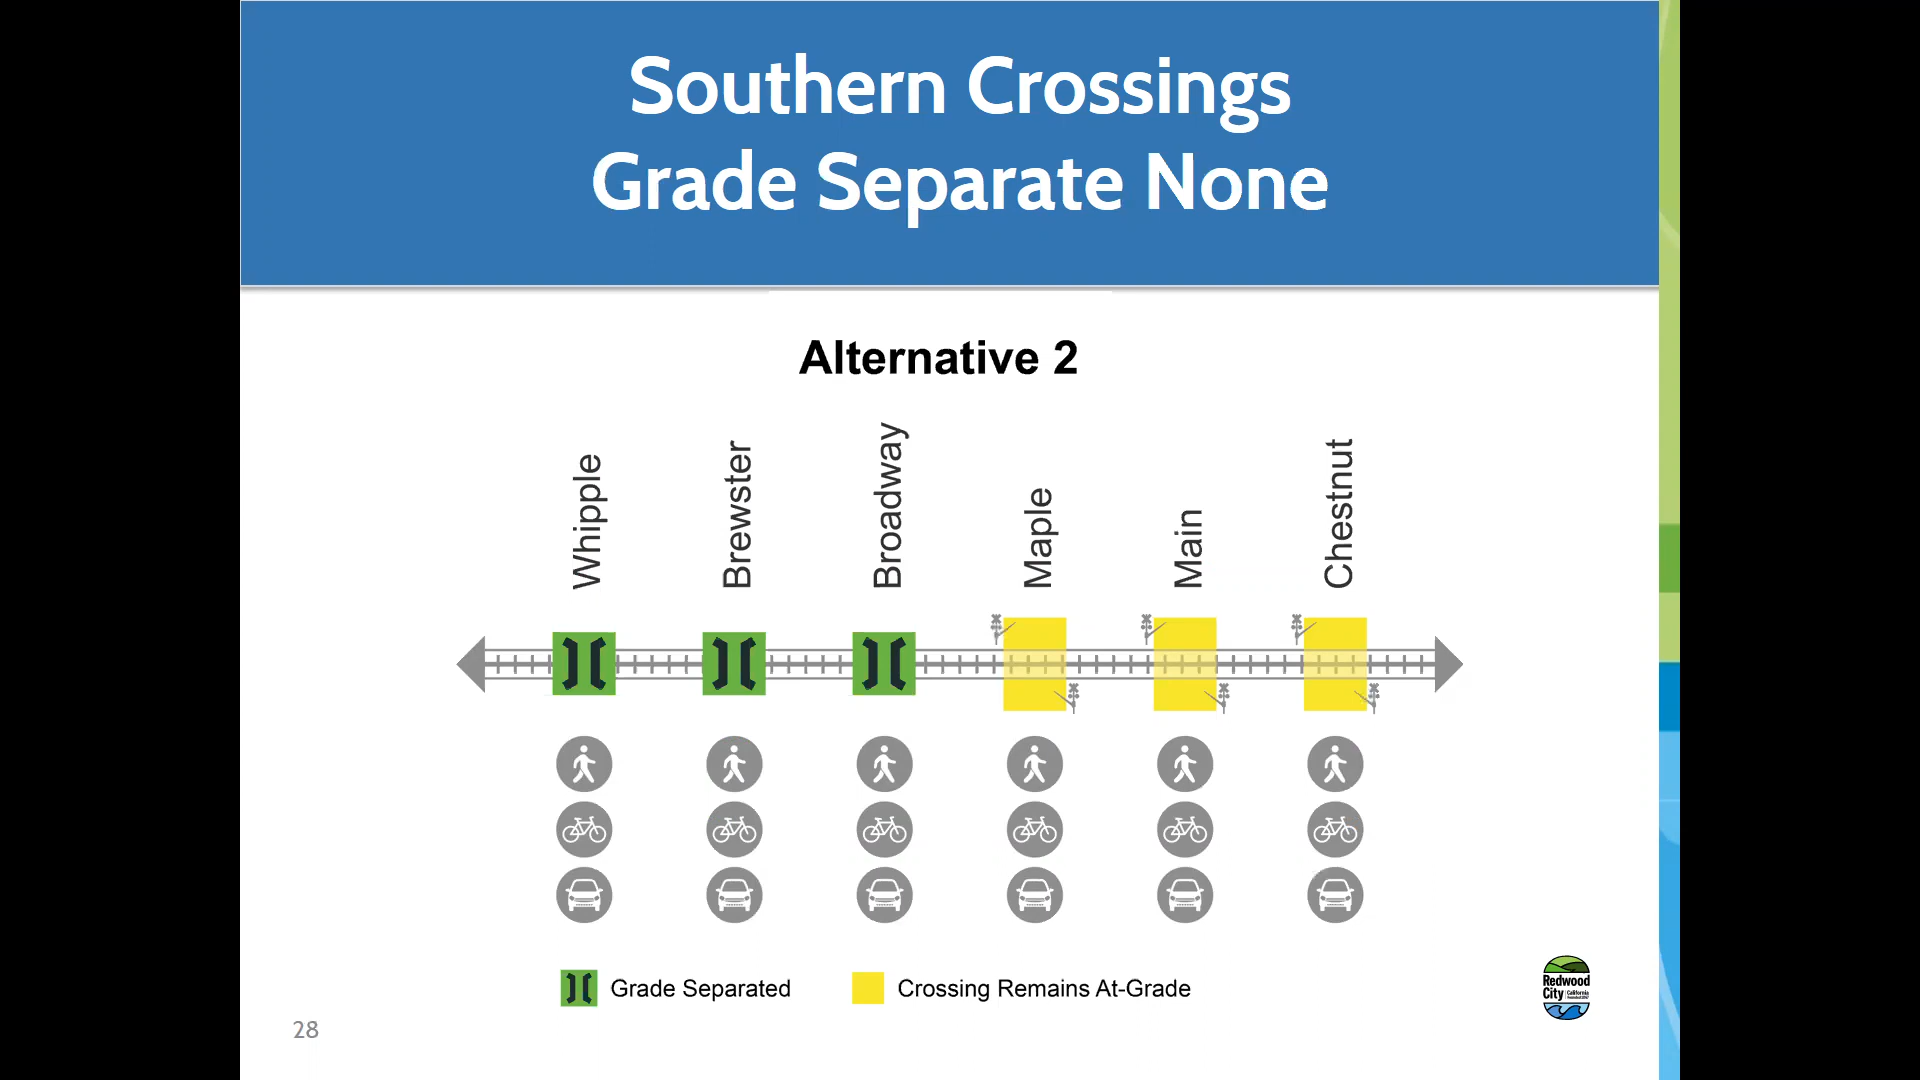 Southern Crossings
Grade Separate None
Alternative 2
Whipple
Brewster
Broadway
Maple
Main
Chestnut
Grade Separated
Crossing Remains At-Grade
Redwood
City
California
28